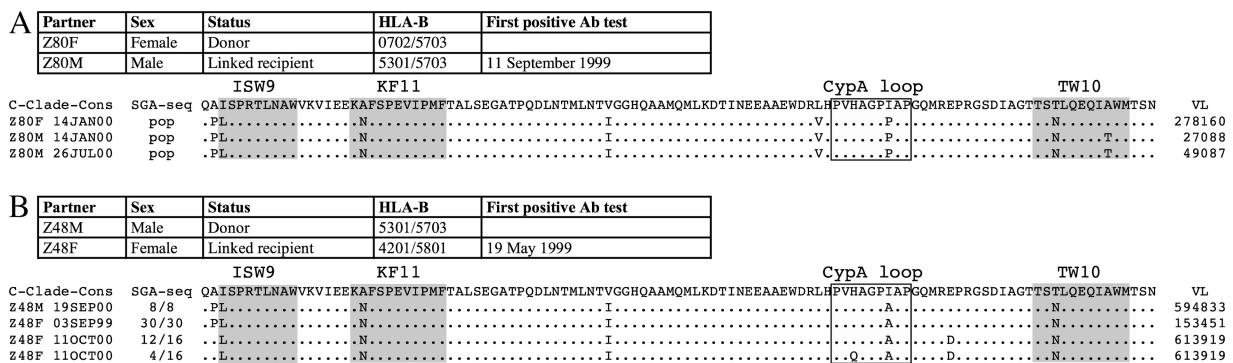 A
Partner Sex Status HLA-B First positive Ab test
Z80F Female Donor 0702/5703
Z80M Male Linked recipient 5301/5703 11 September 1999
ISW9 KF11 CypA loop TW10
C-Clade-Cons SGA-seq QAISPRTLNAWVKVIEEKAFSPEVIPMFTALSEGATPQDLNTMLNTVGGHQAAMQMLKDTINEEAAEWDRLHPVHAGPIAPGQMREPRGSDIAGTTSTLQEQIAWMTSN VL
Z80F 14JAN00 pop .PL...............N...........................I.......................V.......P..................N........... 278160
Z80M 14JAN00 pop .PL...............N...........................I.......................V.......P..................N.....T..... 27088
Z80M 26JUL00 pop .PL...............N...........................I.......................V.......P..................N.....T..... 49087
B
Partner Sex Status HLA-B First positive Ab test
Z48M Male Donor 5301/5703
Z48F Female Linked recipient 4201/5801 19 May 1999
ISW9 KF11 CypA loop TW10
C-Clade-Cons SGA-seq QAISPRTLNAWVKVIEEKAFSPEVIPMFTALSEGATPQDLNTMLNTVGGHQAAMQMLKDTINEEAAEWDRLHPVHAGPIAPGQMREPRGSDIAGTTSTLQEQIAWMTSN VL
Z48M 19SEP00 8/8 .PL...............N...........................I...............................A..................N........... 594833
Z48F 03SEP99 30/30 .PL...............N...........................I...............................A..................N........... 153451
Z48F 11OCT00 12/16 ..L...............N...........................I...............................A......D...........N........... 613919
Z48F 11OCT00 4/16 ..L...............N...........................I...........................Q...A......D...........N........... 613919